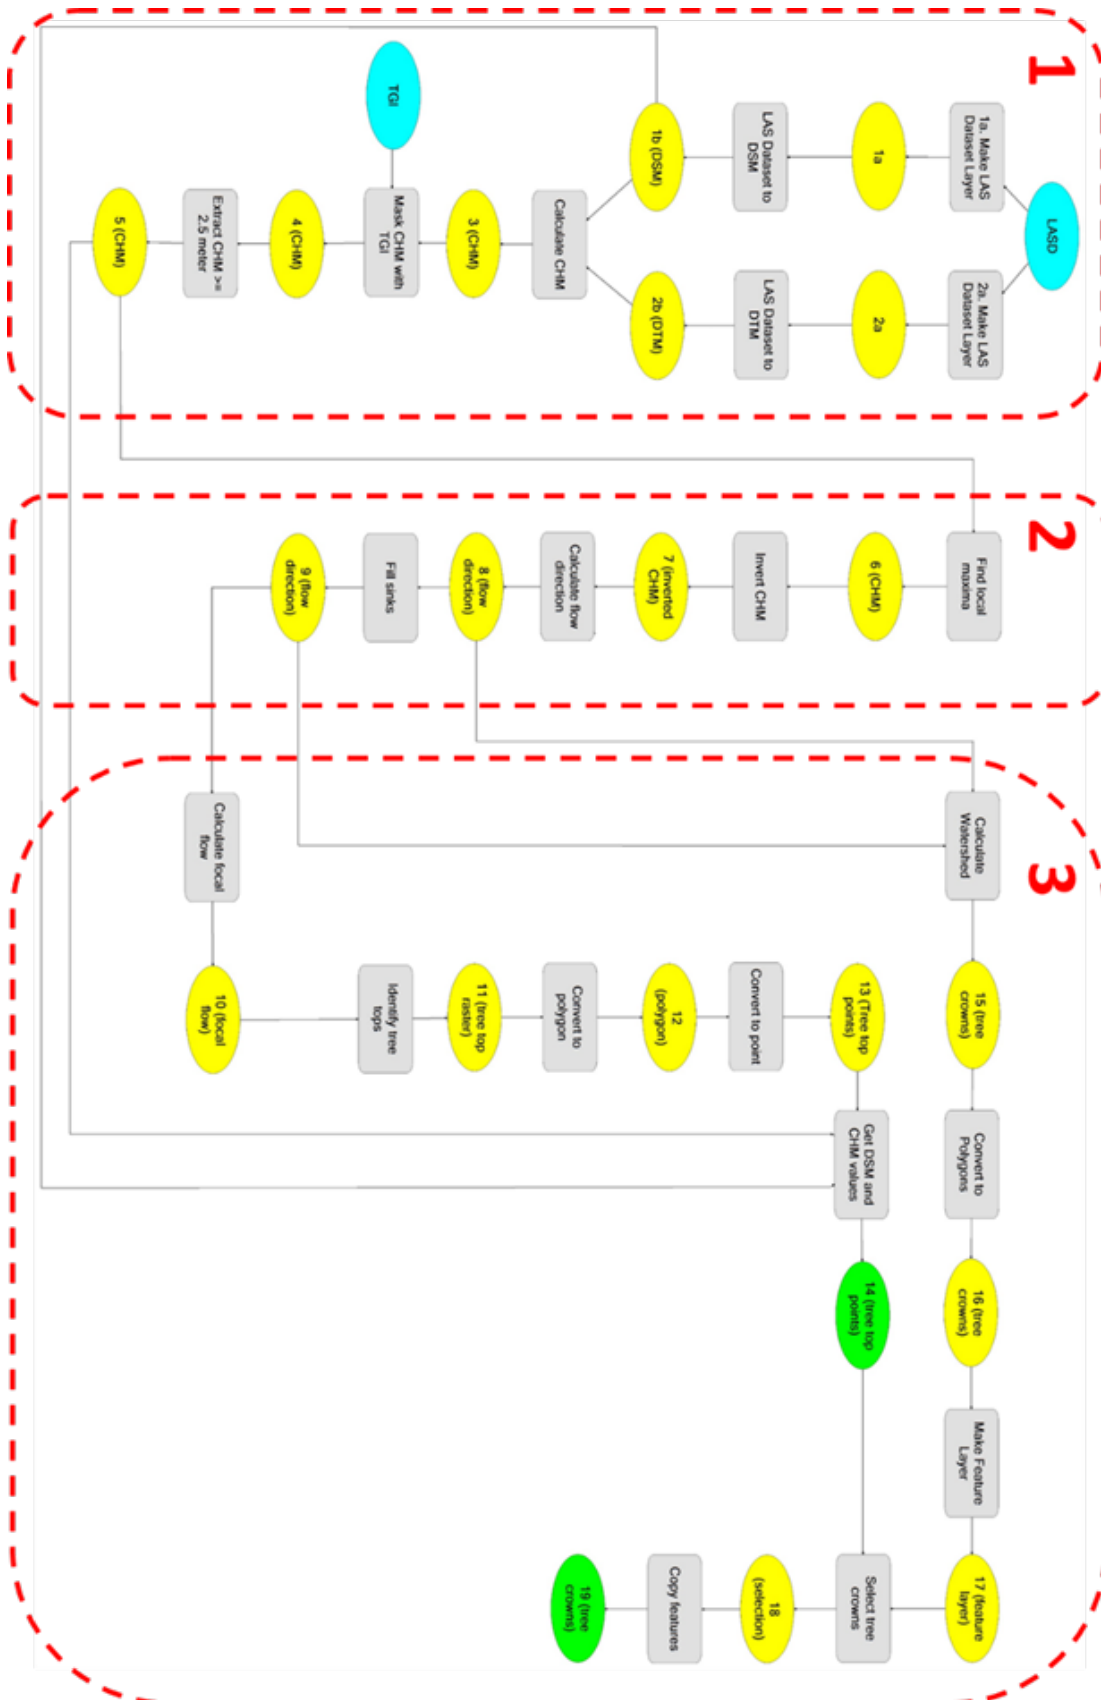 1
LASD
1a. Make LAS
Dataset Layer
2a. Make LAS
Dataset Layer
1a
2a
LAS Dataset to
DSM
LAS Dataset to
DTM
1b (DSM)
2b (DTM)
Calculate CHM
3 (CHM)
TGI
Mask CHM with
TGI
4 (CHM)
Extract CHM >=
2.5 meter
5 (CHM)
2
Find local
maxima
6 (CHM)
Invert CHM
7 (inverted
CHM)
Calculate flow
direction
8 (flow
direction)
Fill sinks
9 (flow
direction)
3
Calculate
Watershed
15 (tree
crowns)
Convert to
Polygons
16 (tree
crowns)
Make Feature
Layer
17 (feature
layer)
Calculate focal
flow
10 (focal
flow)
Identify tree
tops
11 (tree top
raster)
Convert to
polygon
12
(polygon)
Convert to point
13 (Tree top
points)
Get DSM and
CHM values
14 (tree top
points)
Select tree
crowns
18
(selection)
Copy features
19 (tree
crowns)